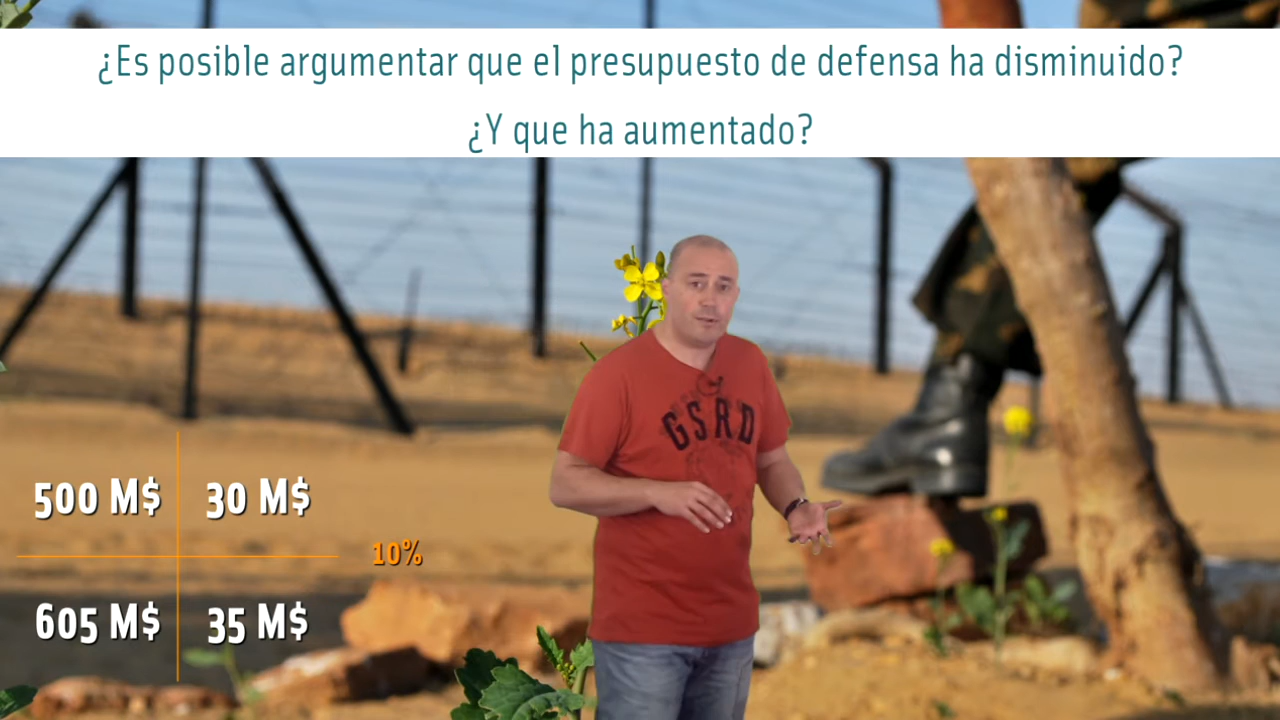 ¿Es posible argumentar que el presupuesto de defensa ha disminuido?
¿Y que ha aumentado?
GSRD
500 M$ 30 M$
10%
605 M$ 35 M$